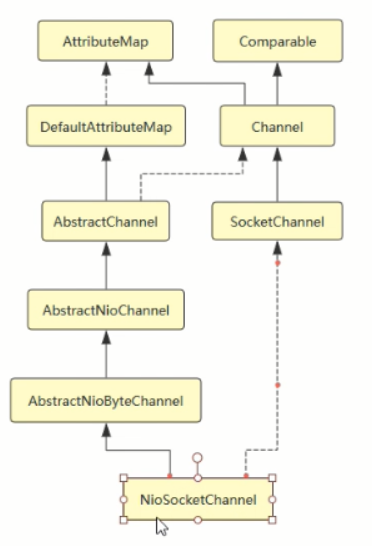 AttributeMap
Comparable
DefaultAttributeMap
Channel
AbstractChannel
SocketChannel
AbstractNioChannel
AbstractNioByteChannel
NioSocketChannel